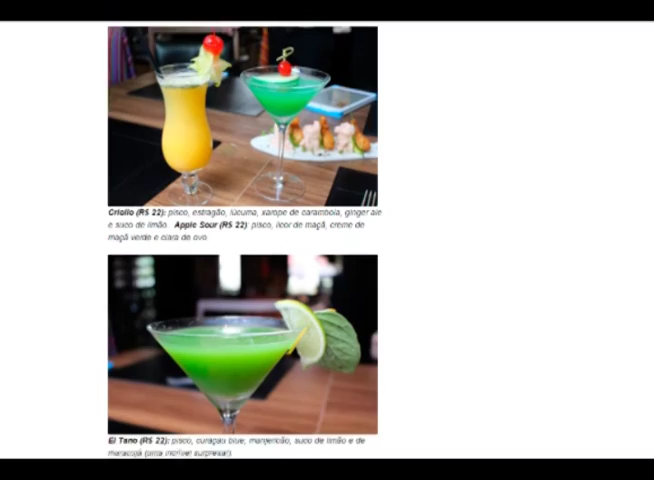 Criollo (R$ 22): pisco, estragão, lúcuma, xarope de carambola, ginger ale
e suco de limão. Apple Sour (R$ 22): pisco, licor de maçã, creme de
maçã verde e clara de ovo
El Tano (R$ 22): pisco, curaçau blue, manjericão, suco de limão e de
maracujá (uma incrível surpresa!)